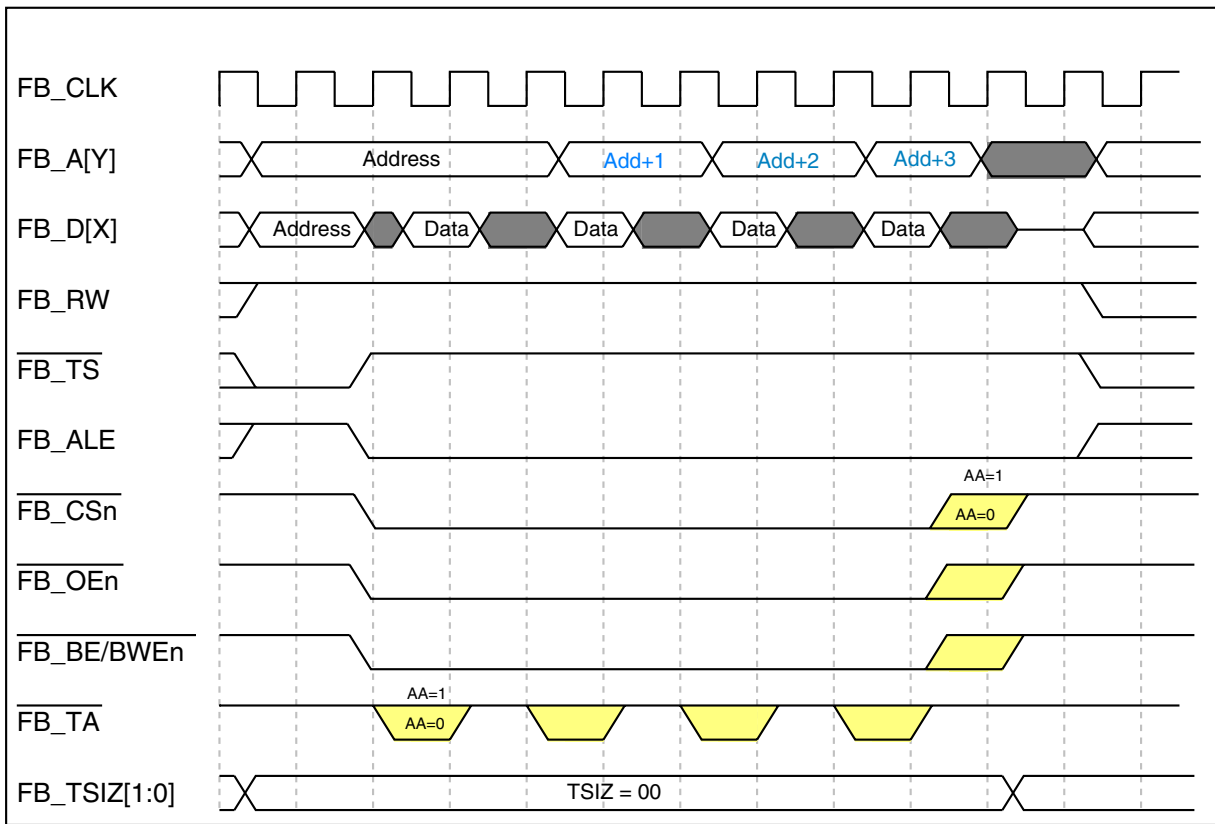 FB_CLK
FB_A[Y] Address Add+1 Add+2 Add+3
FB_D[X] Address Data Data Data Data
FB_RW
FB_TS
FB_ALE
AA=1
FB_CSn AA=0
FB_OEn
FB_BE/BWEn
AA=1
FB_TA AA=0
FB_TSIZ[1:0] TSIZ = 00